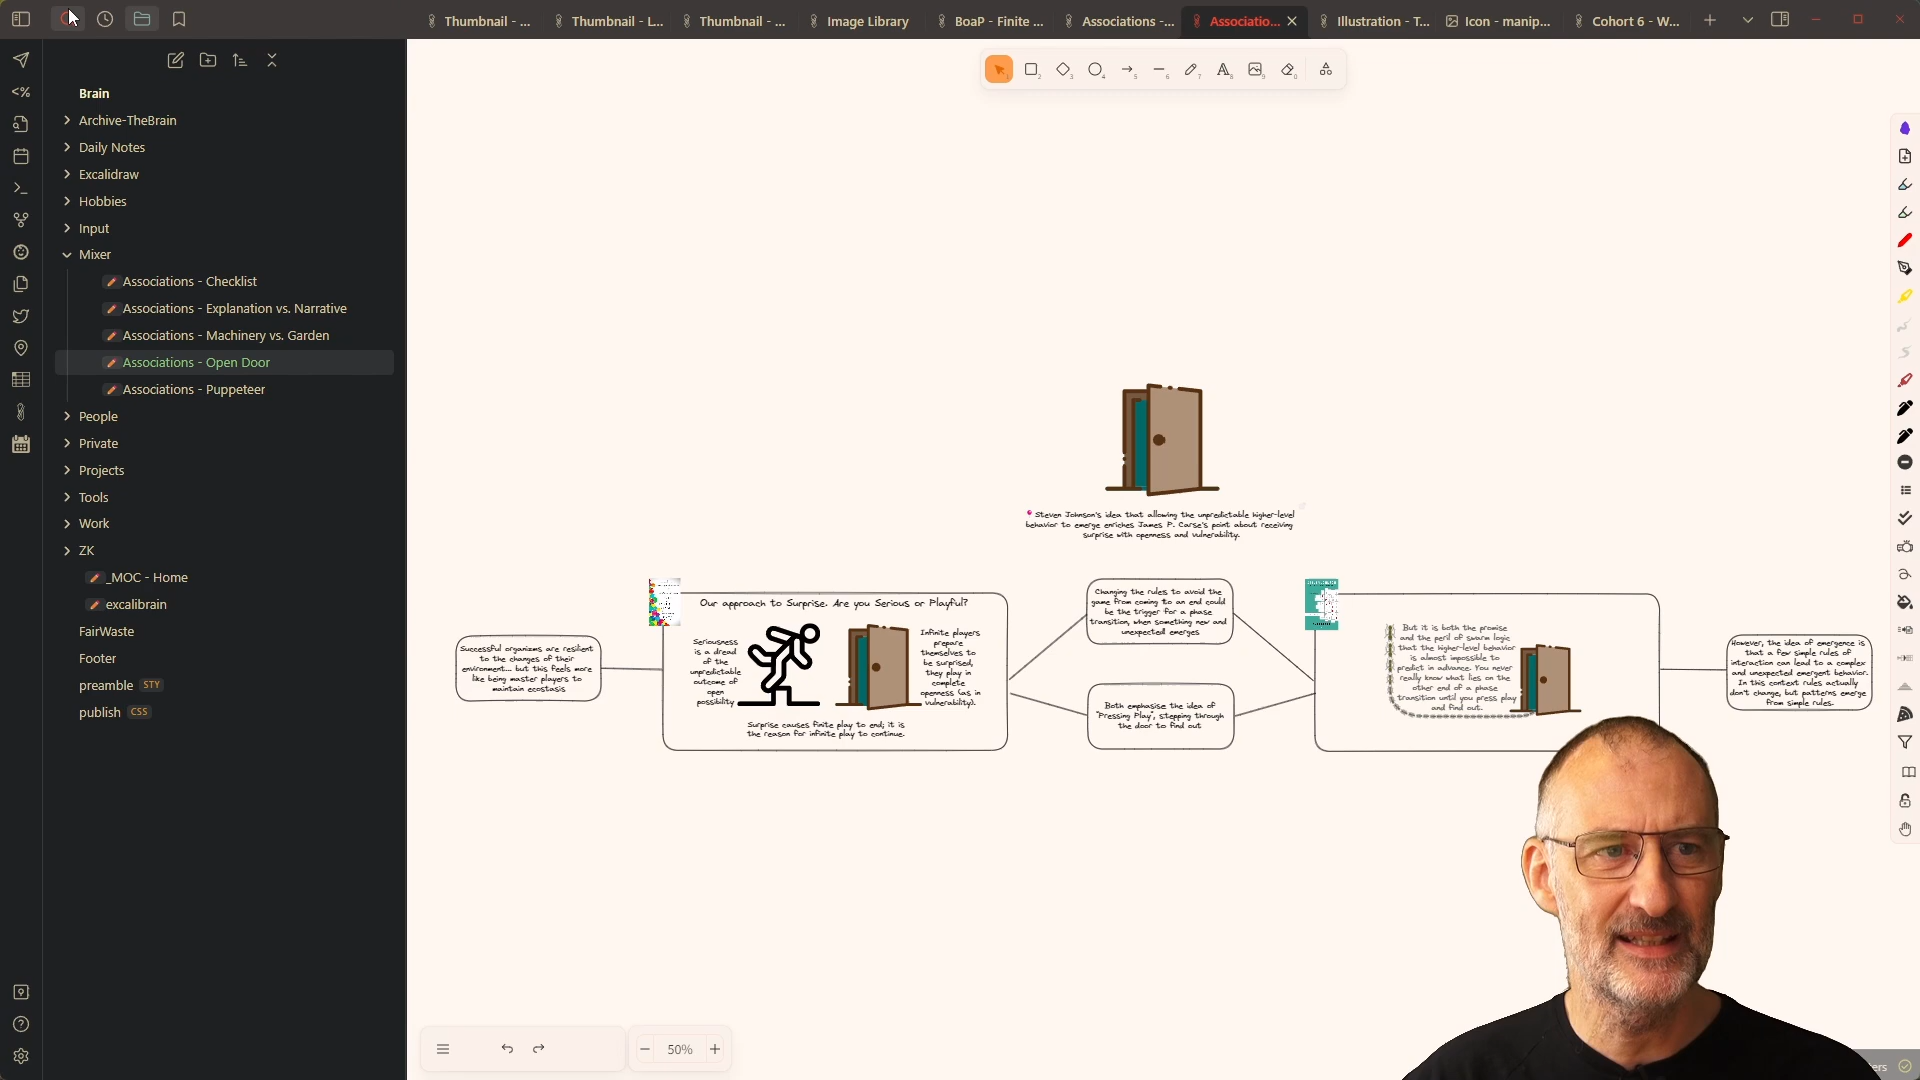 Thumbnail - ...
Thumbnail - L...
Thumbnail - ...
Image Library
BoaP - Finite ...
Associations -...
Associatio...
Illustration - T...
Icon - manip...
Cohort 6 - W...
Brain
Archive-TheBrain
Daily Notes
Excalidraw
Hobbies
Input
Mixer
Associations - Checklist
Associations - Explanation vs. Narrative
Associations - Machinery vs. Garden
Associations - Open Door
Associations - Puppeteer
People
Private
Projects
Tools
Work
ZK
_MOC - Home
excalibrain
FairWaste
Footer
preamble STY
publish CSS
Steven Johnson's idea that allowing the unpredictable higher-level
behavior to emerge enriches James P. Carse's point about receiving
surprise with openness and vulnerability.
Successful organizms are resilient
to the changes of their
environment... but this feels more
like being master players to
maintain ecostasis
Our approach to Surprise. Are you Serious or Playful?
Seriousness
is a dread
of the
unpredictable
outcome of
open
possibility
Infinite players
prepare
themselves to
be surprised,
they play in
complete
openness (as in
vulnerability).
Surprise causes finite play to end; it is
the reason for infinite play to continue.
Changing the rules to avoid the
game from coming to an end could
be the trigger for a phase
transition, when something new and
unexpected emerges
Both emphasise the idea of
"Pressing Play", stepping through
the door to find out
But it is both the promise
and the peril of swarm logic
that the higher-level behavior
is almost impossible to
predict in advance. You never
really know what lies on the
other end of a phase
transition until you press play
and find out.
However, the idea of emergence is
that a few simple rules of
interaction can lead to a complex
and unexpected emergent behavior.
In this context rules actually
don't change, but patterns emerge
from simple rules.
50%